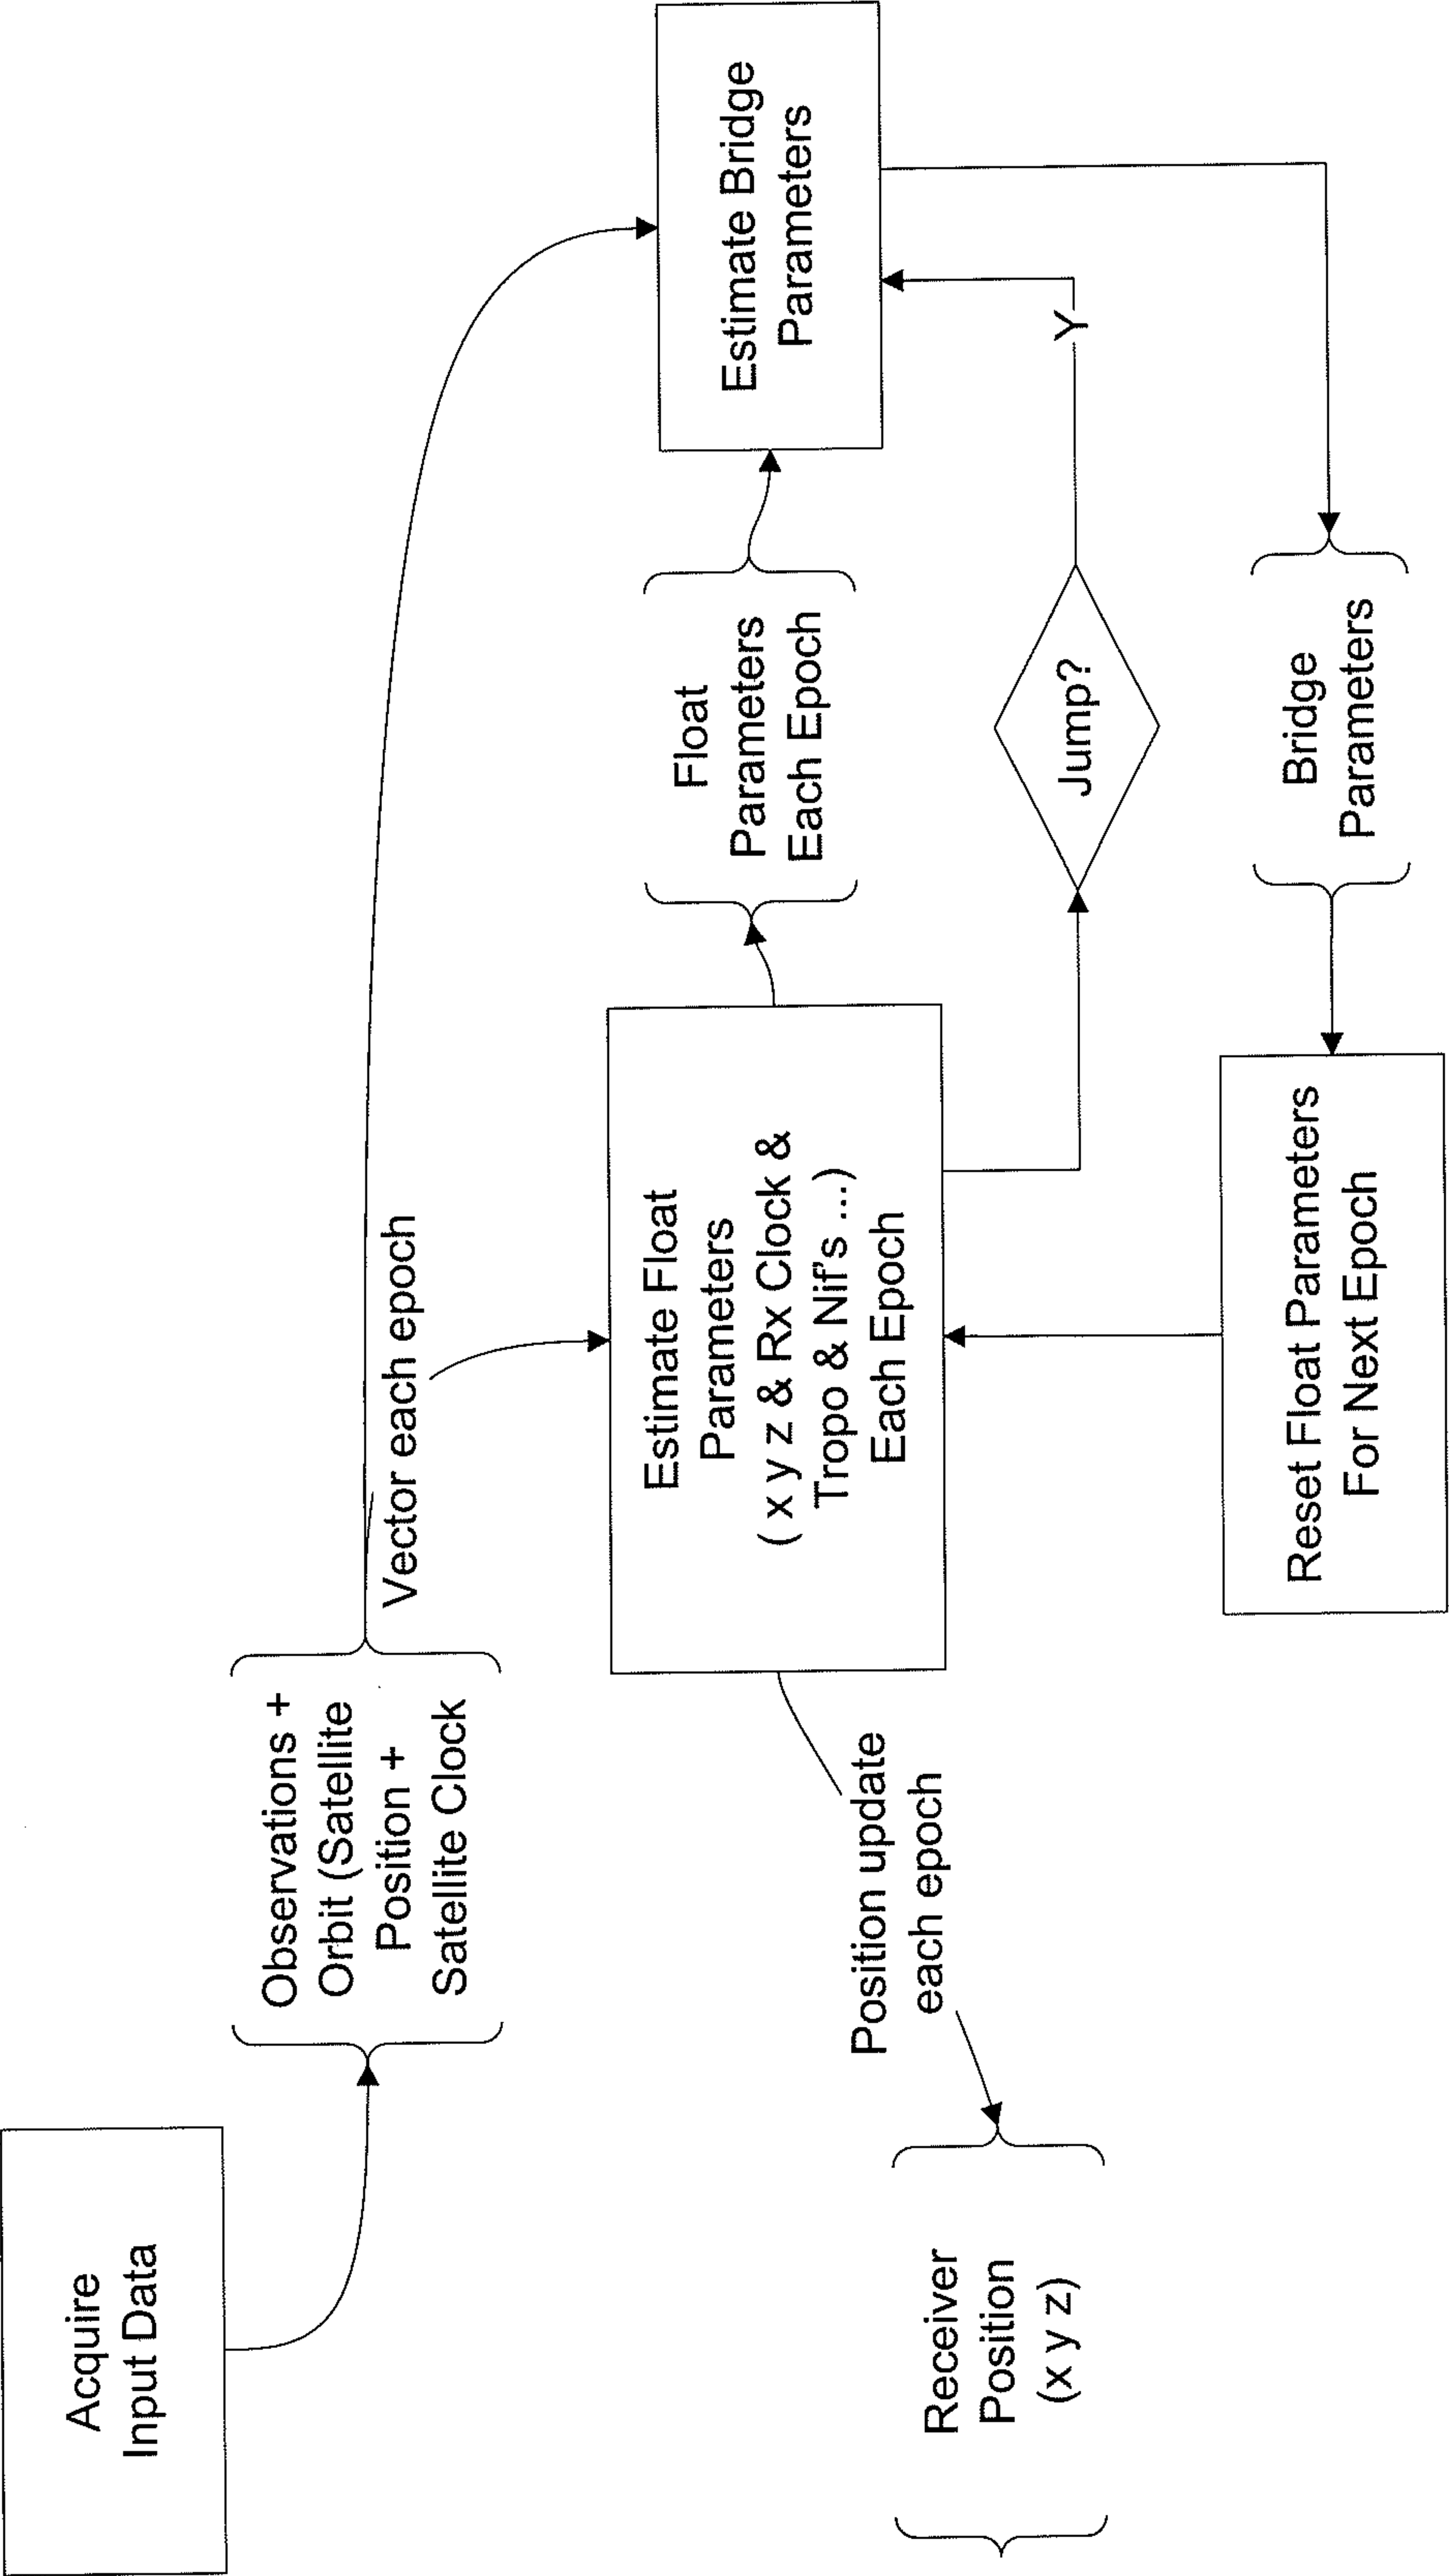 Acquire
Input Data
Observations +
Orbit (Satellite
Position +
Satellite Clock
Vector each epoch
Estimate Float
Parameters
( x y z & Rx Clock &
Tropo & Nif's ...)
Each Epoch
Float
Parameters
Each Epoch
Estimate Bridge
Parameters
Jump?
Y
Bridge
Parameters
Reset Float Parameters
For Next Epoch
Position update
each epoch
Receiver
Position
(x y z)